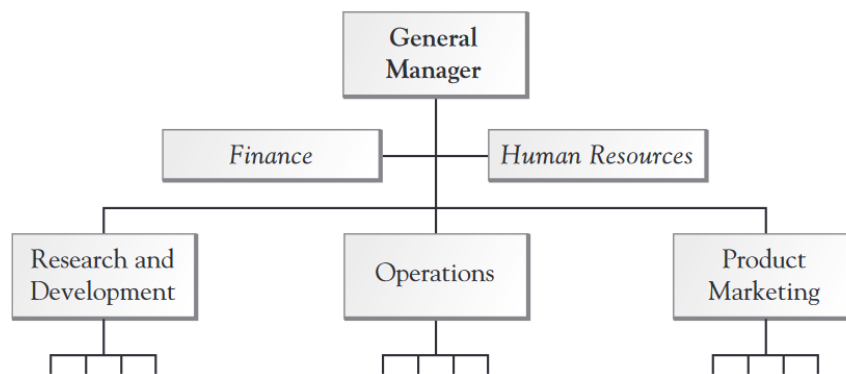 General
Manager
Finance
Human Resources
Research and
Development
Operations
Product
Marketing